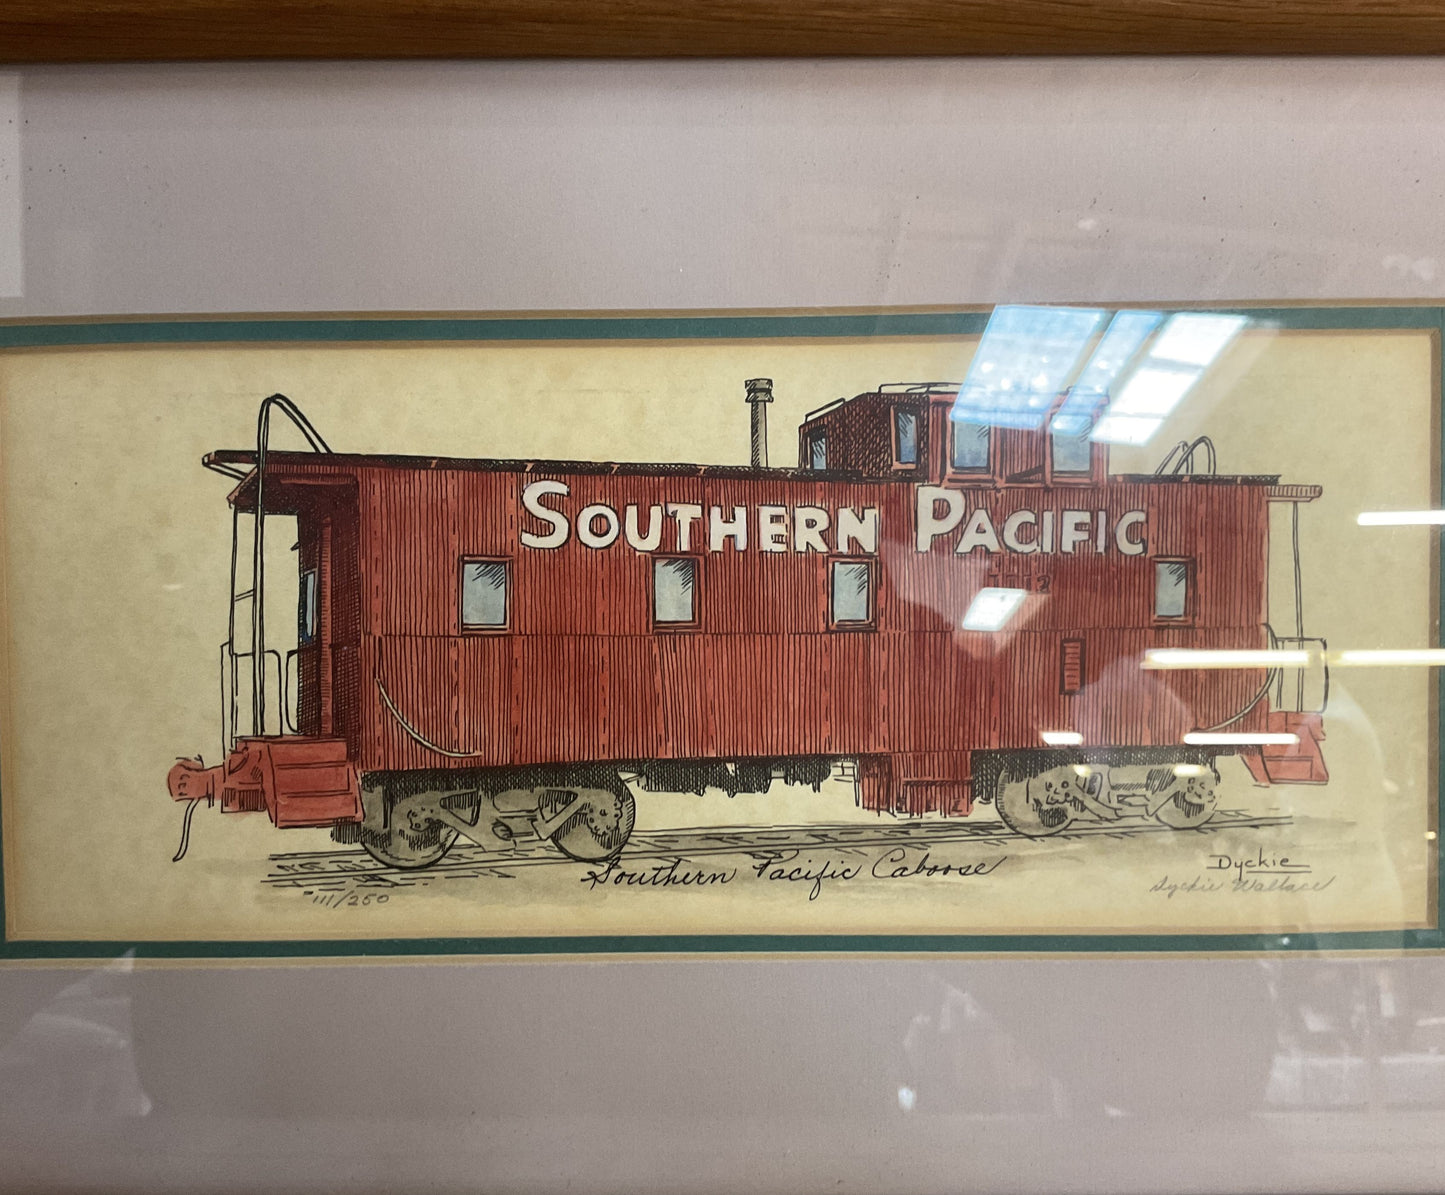 SOUTHERN PACIFIC
Southern Pacific Caboose
111/250
Dyckie
Dyckie Wallace